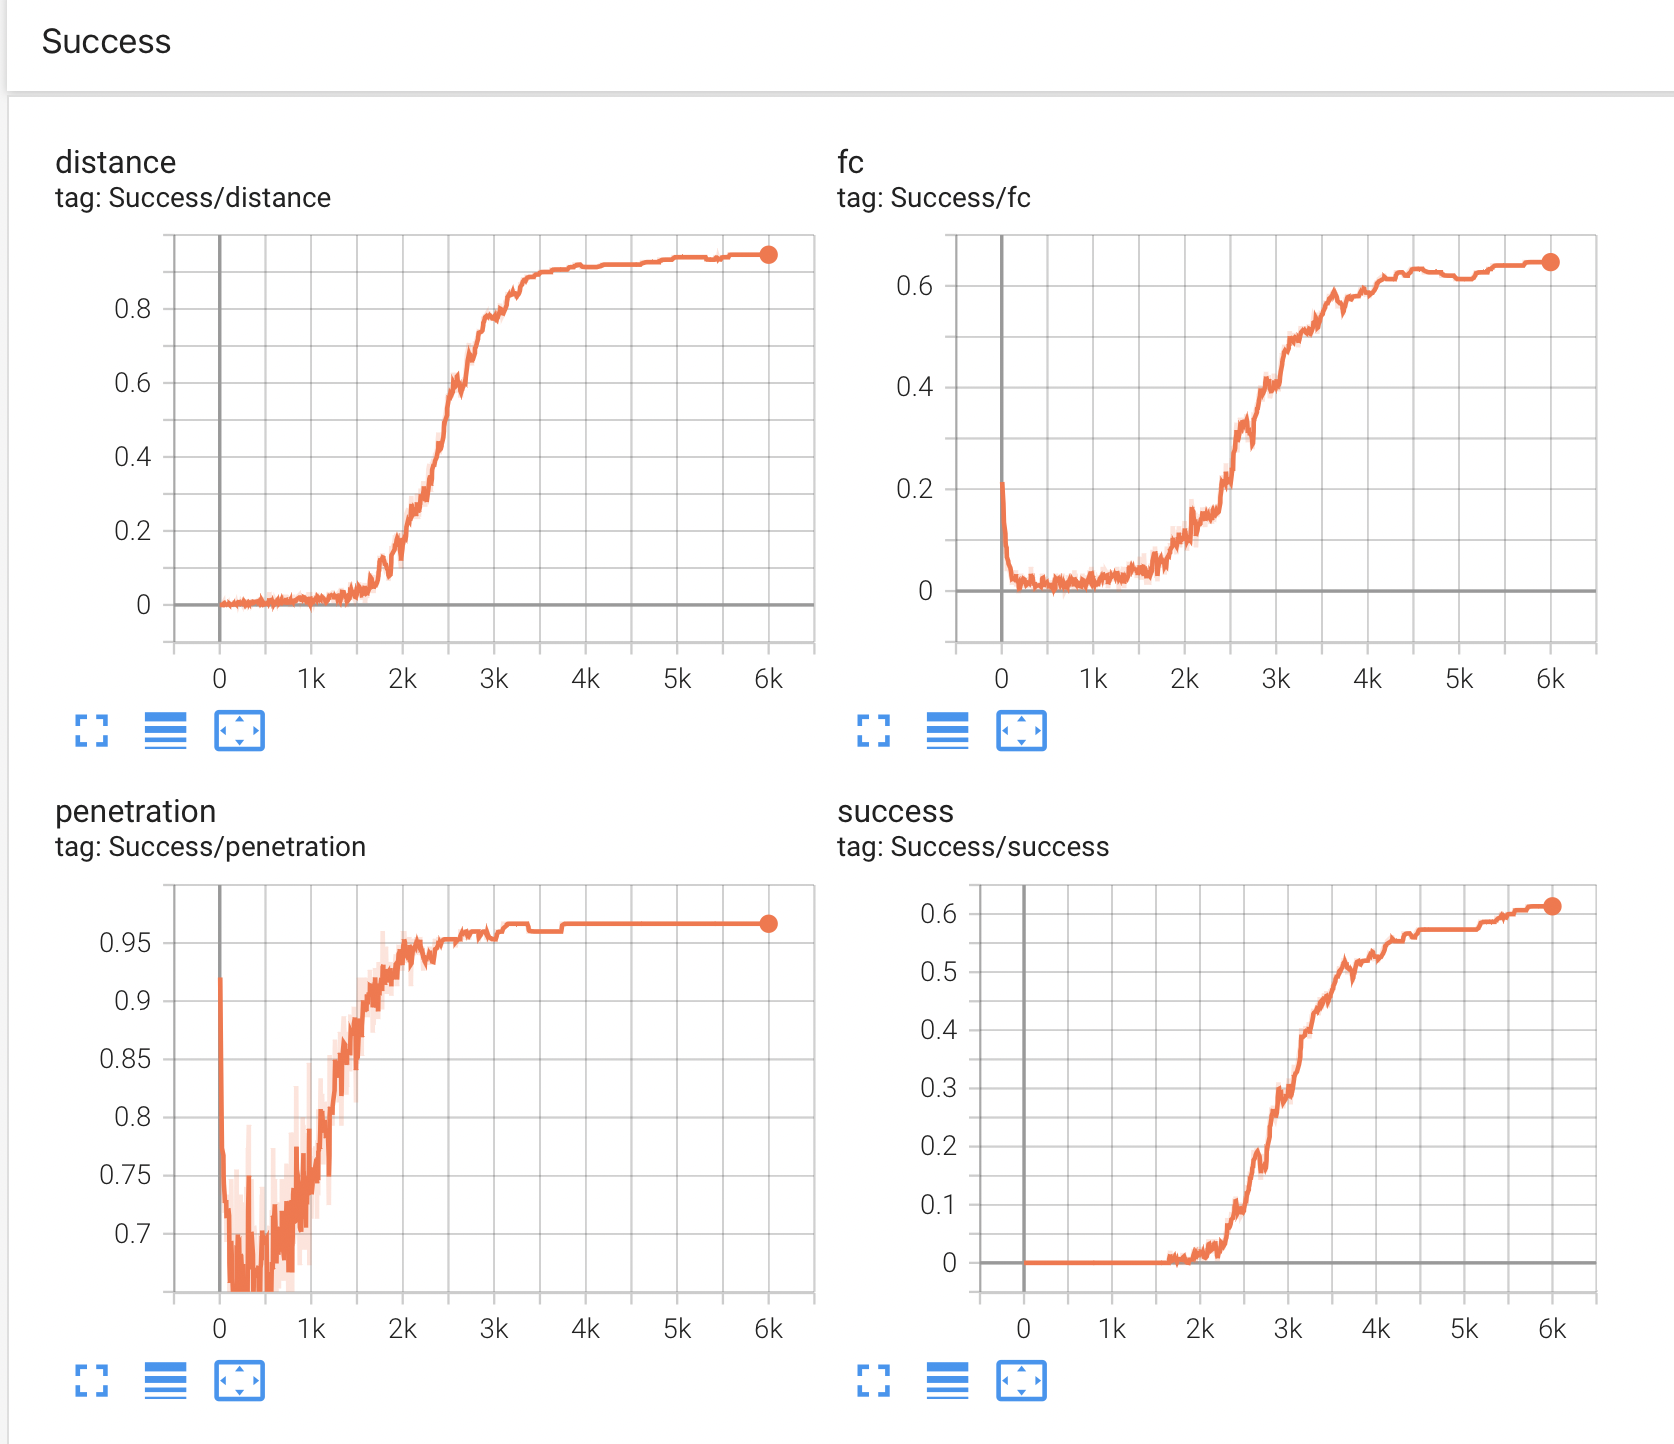 Success
distance
tag: Success/distance
0.8
0.6
0.4
0.2
0
0 1k 2k 3k 4k 5k 6k
fc
tag: Success/fc
0.6
0.4
0.2
0
0 1k 2k 3k 4k 5k 6k
penetration
tag: Success/penetration
0.95
0.9
0.85
0.8
0.75
0.7
0 1k 2k 3k 4k 5k 6k
success
tag: Success/success
0.6
0.5
0.4
0.3
0.2
0.1
0
0 1k 2k 3k 4k 5k 6k